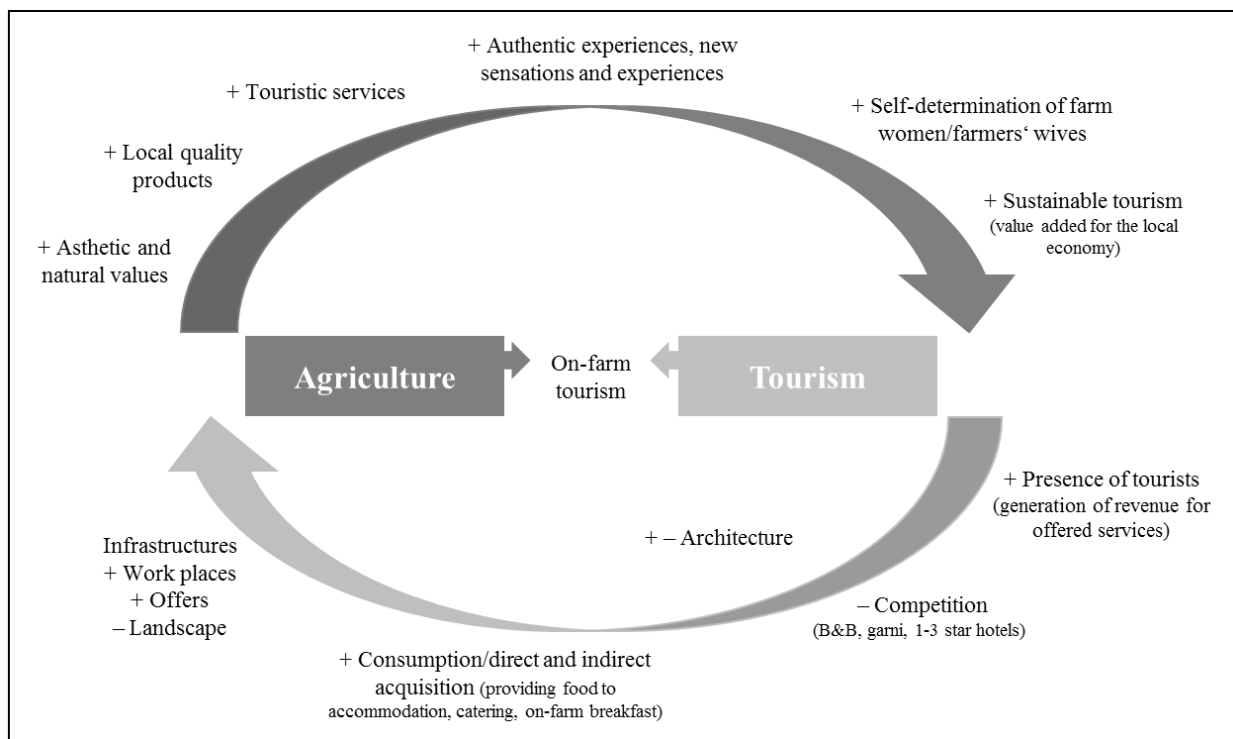 + Authentic experiences, new
sensations and experiences
+ Touristic services
+ Self-determination of farm
women/farmers‘ wives
+ Local quality
products
+ Sustainable tourism
(value added for the local
economy)
+ Asthetic and
natural values
Agriculture
On-farm
tourism
Tourism
+ Presence of tourists
(generation of revenue for
offered services)
+ – Architecture
Infrastructures
+ Work places
+ Offers
– Landscape
– Competition
(B&B, garni, 1-3 star hotels)
+ Consumption/direct and indirect
acquisition (providing food to
accommodation, catering, on-farm breakfast)